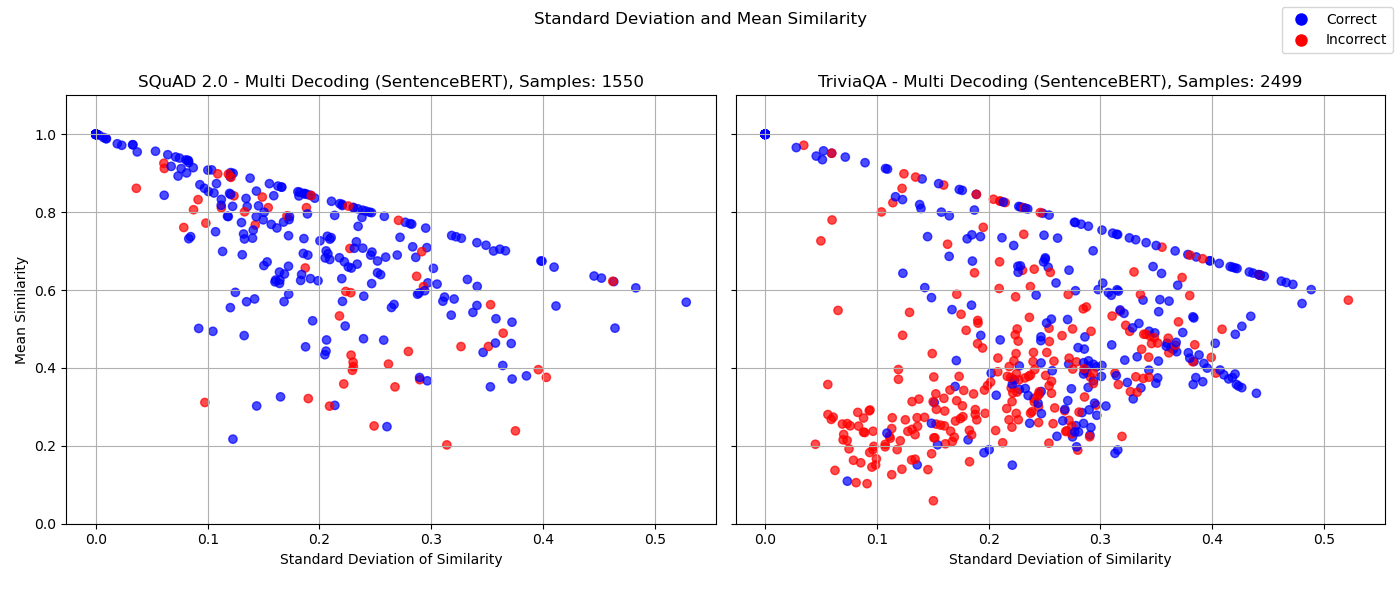 Standard Deviation and Mean Similarity
Correct
Incorrect
SQuAD 2.0 - Multi Decoding (SentenceBERT), Samples: 1550
TriviaQA - Multi Decoding (SentenceBERT), Samples: 2499
Mean Similarity
1.0
0.8
0.6
0.4
0.2
0.0
0.0 0.1 0.2 0.3 0.4 0.5
0.0 0.1 0.2 0.3 0.4 0.5
Standard Deviation of Similarity
Standard Deviation of Similarity